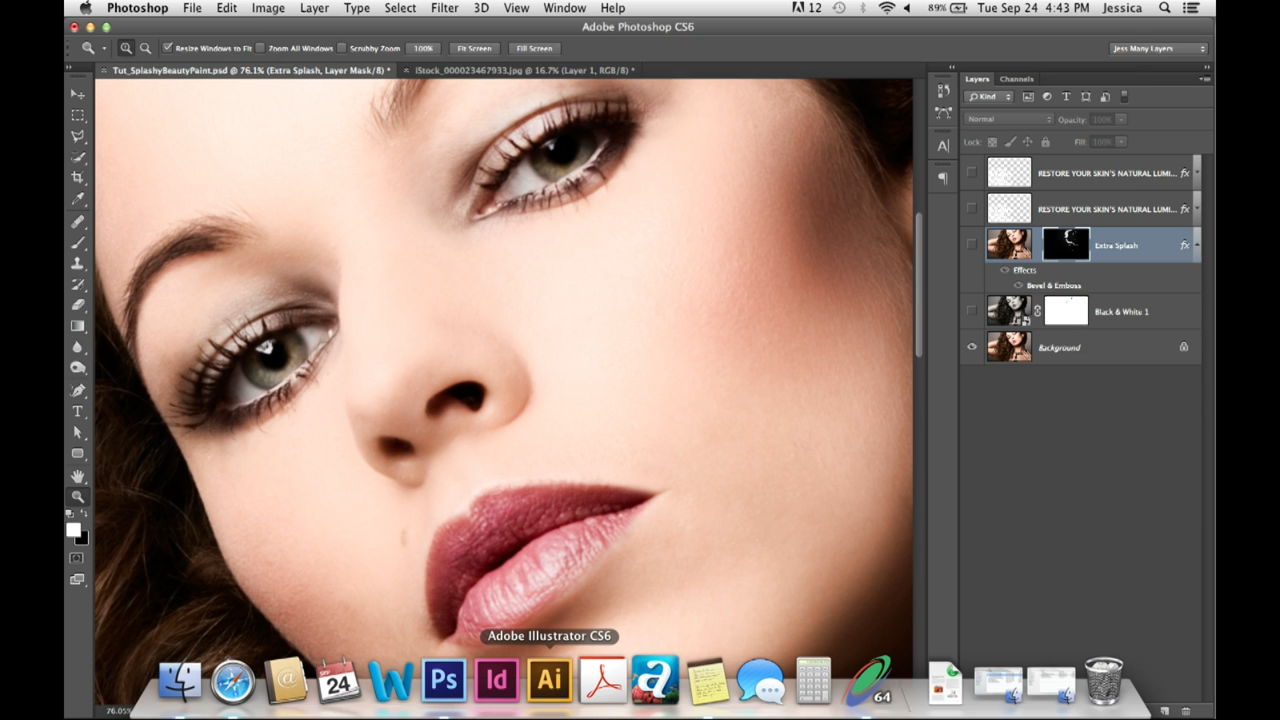 Photoshop File Edit Image Layer Type Select Filter 3D View Window Help 12 89% Tue Sep 24 4:43 PM Jessica
Adobe Photoshop CS6
Resize Windows to Fit Zoom All Windows Scrubby Zoom 100% Fit Screen Fill Screen Jess Many Layers
Tut_SplashyBeautyPaint.psd @ 76.1% (Extra Splash, Layer Mask/8) * iStock_000023467933.jpg @ 16.7% (Layer 1, RGB/8) *
Layers Channels
Kind
Normal Opacity: 100%
Lock: Fill: 100%
RESTORE YOUR SKIN'S NATURAL LUMI... fx
RESTORE YOUR SKIN'S NATURAL LUMI... fx
Extra Splash fx
Effects
Bevel & Emboss
Black & White 1
Background
Adobe Illustrator CS6
SEP
24
W Ps Id Ai a 64